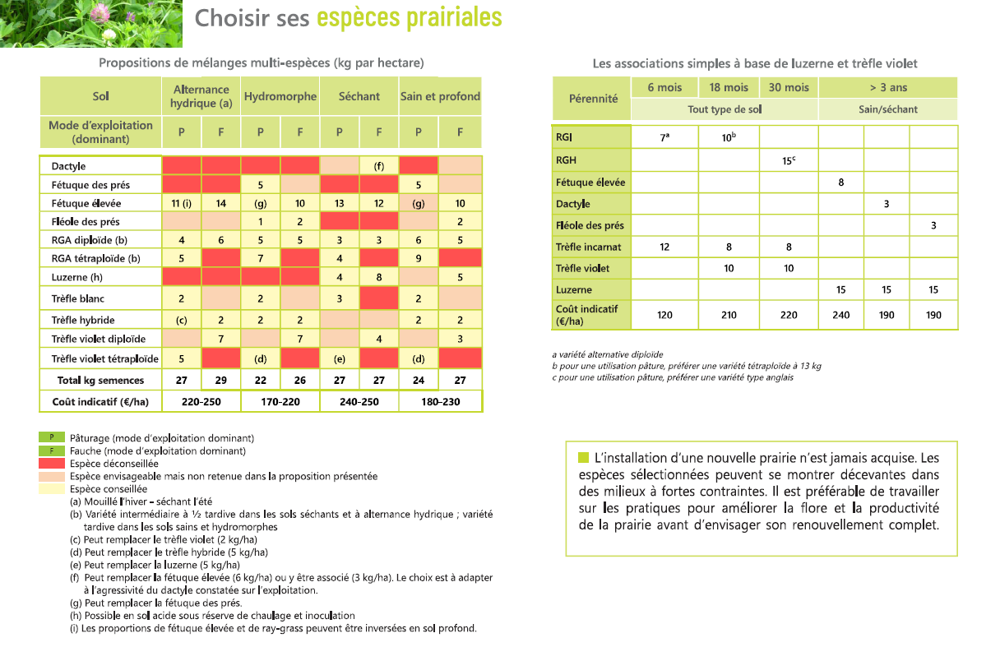 Choisir ses espèces prairiales
Propositions de mélanges multi-espèces (kg par hectare)
Sol Alternance hydrique (a) Hydromorphe Séchant Sain et profond
Mode d'exploitation (dominant) P F P F P F P F
Dactyle (f)
Fétuque des prés 5 5
Fétuque élevée 11 (i) 14 (g) 10 13 12 (g) 10
Fléole des prés 1 2 2
RGA diploïde (b) 4 6 5 5 3 3 6 5
RGA tétraploïde (b) 5 7 4 9
Luzerne (h) 4 8 5
Trèfle blanc 2 2 3 2
Trèfle hybride (c) 2 2 2 2 2
Trèfle violet diploïde 7 7 4 3
Trèfle violet tétraploïde 5 (d) (e) (d)
Total kg semences 27 29 22 26 27 27 24 27
Coût indicatif (€/ha) 220-250 170-220 240-250 180-230
P Pâturage (mode d'exploitation dominant)
F Fauche (mode d'exploitation dominant)
Espèce déconseillée
Espèce envisageable mais non retenue dans la proposition présentée
Espèce conseillée
(a) Mouillé l'hiver - séchant l'été
(b) Variété intermédiaire à ½ tardive dans les sols séchants et à alternance hydrique ; variété
tardive dans les sols sains et hydromorphes
(c) Peut remplacer le trèfle violet (2 kg/ha)
(d) Peut remplacer le trèfle hybride (5 kg/ha)
(e) Peut remplacer la luzerne (5 kg/ha)
(f) Peut remplacer la fétuque élevée (6 kg/ha) ou y être associé (3 kg/ha). Le choix est à adapter
à l'agressivité du dactyle constatée sur l'exploitation.
(g) Peut remplacer la fétuque des prés.
(h) Possible en sol acide sous réserve de chaulage et inoculation
(i) Les proportions de fétuque élevée et de ray-grass peuvent être inversées en sol profond.
Les associations simples à base de luzerne et trèfle violet
Pérennité 6 mois 18 mois 30 mois > 3 ans
Tout type de sol Sain/séchant
RGI 7ᵃ 10ᵇ
RGH 15ᶜ
Fétuque élevée 8
Dactyle 3
Fléole des prés 3
Trèfle incarnat 12 8 8
Trèfle violet 10 10
Luzerne 15 15 15
Coût indicatif (€/ha) 120 210 220 240 190 190
a variété alternative diploïde
b pour une utilisation pâture, préférer une variété tétraploïde à 13 kg
c pour une utilisation pâture, préférer une variété type anglais
L'installation d'une nouvelle prairie n'est jamais acquise. Les
espèces sélectionnées peuvent se montrer décevantes dans
des milieux à fortes contraintes. Il est préférable de travailler
sur les pratiques pour améliorer la flore et la productivité
de la prairie avant d'envisager son renouvellement complet.